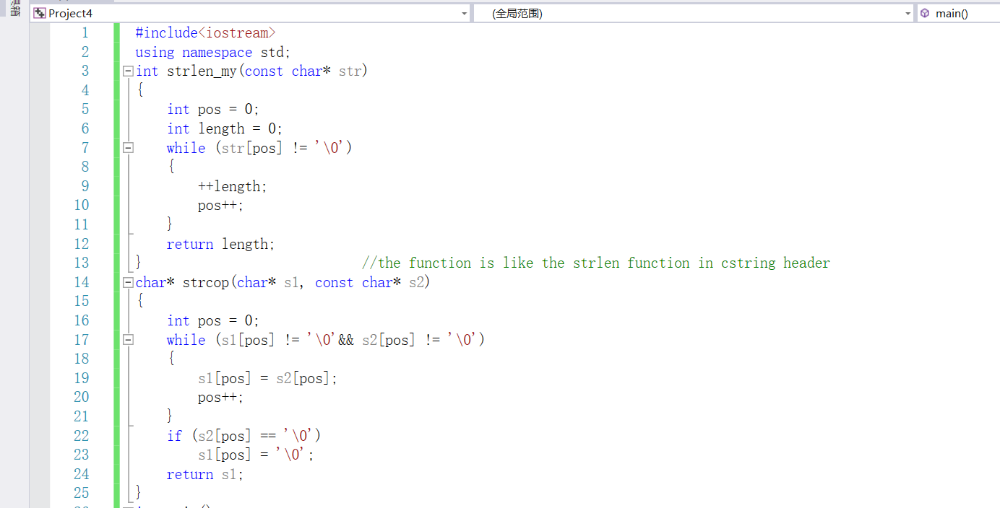 Project4
(全局范围)
main()
1 #include<iostream>
2 using namespace std;
3 int strlen_my(const char* str)
4 {
5 int pos = 0;
6 int length = 0;
7 while (str[pos] != '\0')
8 {
9 ++length;
10 pos++;
11 }
12 return length;
13 } //the function is like the strlen function in cstring header
14 char* strcop(char* s1, const char* s2)
15 {
16 int pos = 0;
17 while (s1[pos] != '\0'&& s2[pos] != '\0')
18 {
19 s1[pos] = s2[pos];
20 pos++;
21 }
22 if (s2[pos] == '\0')
23 s1[pos] = '\0';
24 return s1;
25 }